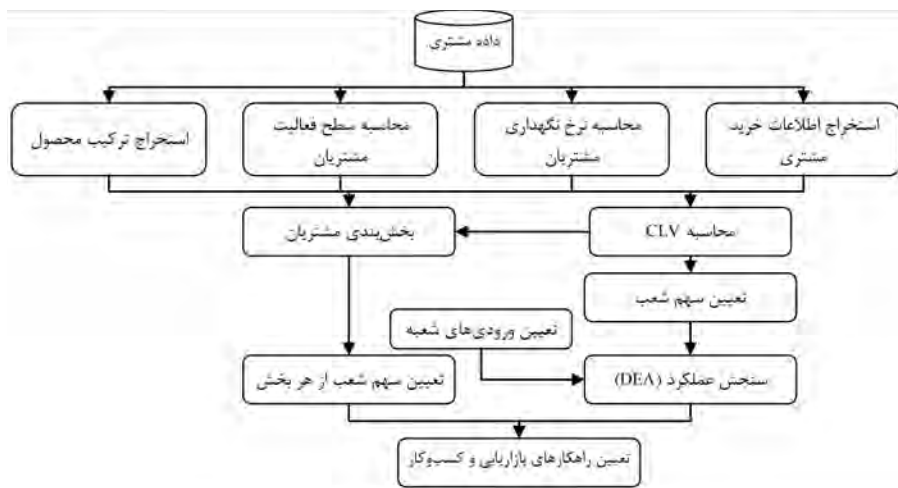 داده مشتری
استخراج اطلاعات خرید
مشتری
محاسبه نرخ نگهداری
مشتریان
محاسبه سطح فعالیت
مشتریان
استخراج ترکیب محصول
محاسبه CLV
بخش‌بندی مشتریان
تعیین سهم شعب
تعیین ورودی‌های شعبه
سنجش عملکرد (DEA)
تعیین سهم شعب از هر بخش
تعیین راهکارهای بازاریابی و کسب‌وکار